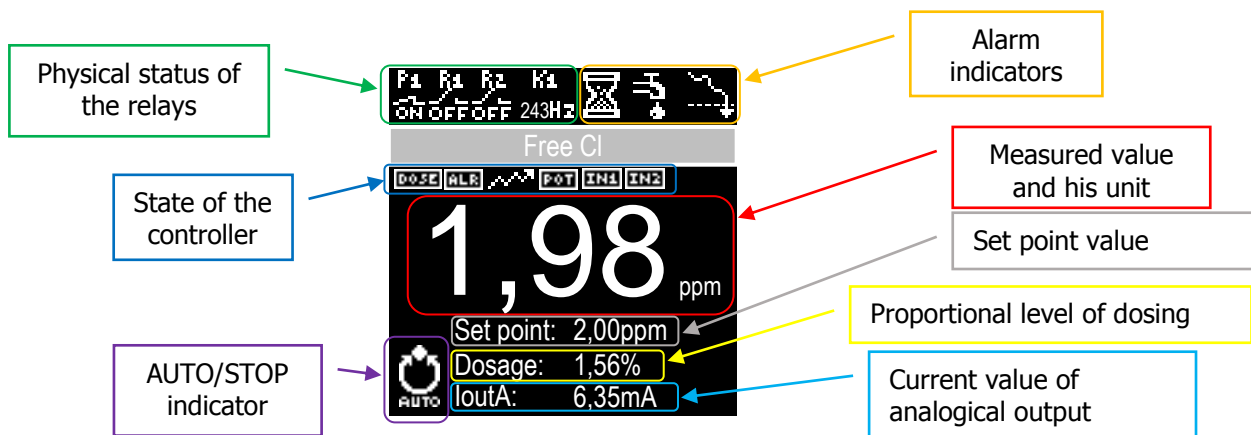 Physical status of
the relays
P1 R1 R2 K1
ON OFF OFF 243Hz
Alarm
indicators
Free Cl
Measured value
and his unit
DOSE ALR POT IN1 IN2
State of the
controller
1,98 ppm
Set point value
Set point: 2,00ppm
Proportional level of dosing
Dosage: 1,56%
AUTO/STOP
indicator
AUTO
IoutA: 6,35mA
Current value of
analogical output